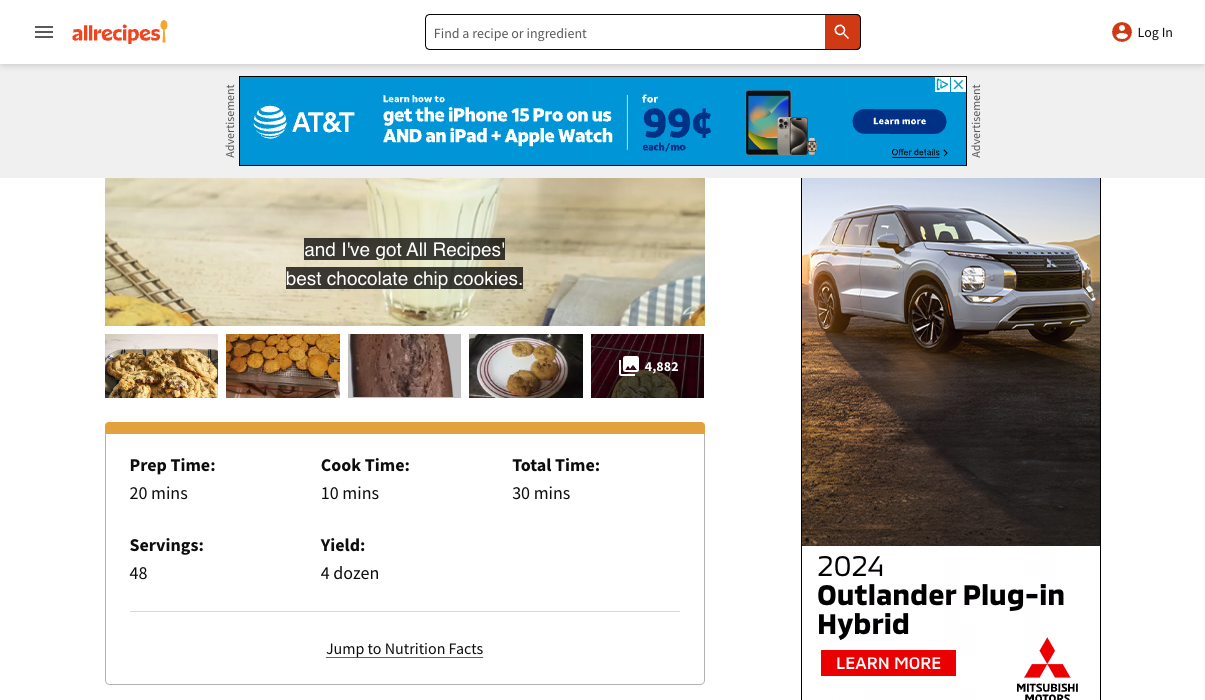 allrecipes
Find a recipe or ingredient
Log In
Advertisement
AT&T
Learn how to
get the iPhone 15 Pro on us
AND an iPad + Apple Watch
for
99¢
each/mo
Learn more
Offer details
Advertisement
and I've got All Recipes'
best chocolate chip cookies.
4,882
Prep Time:
20 mins
Cook Time:
10 mins
Total Time:
30 mins
Servings:
48
Yield:
4 dozen
Jump to Nutrition Facts
2024
Outlander Plug-in
Hybrid
LEARN MORE
MITSUBISHI
MOTORS